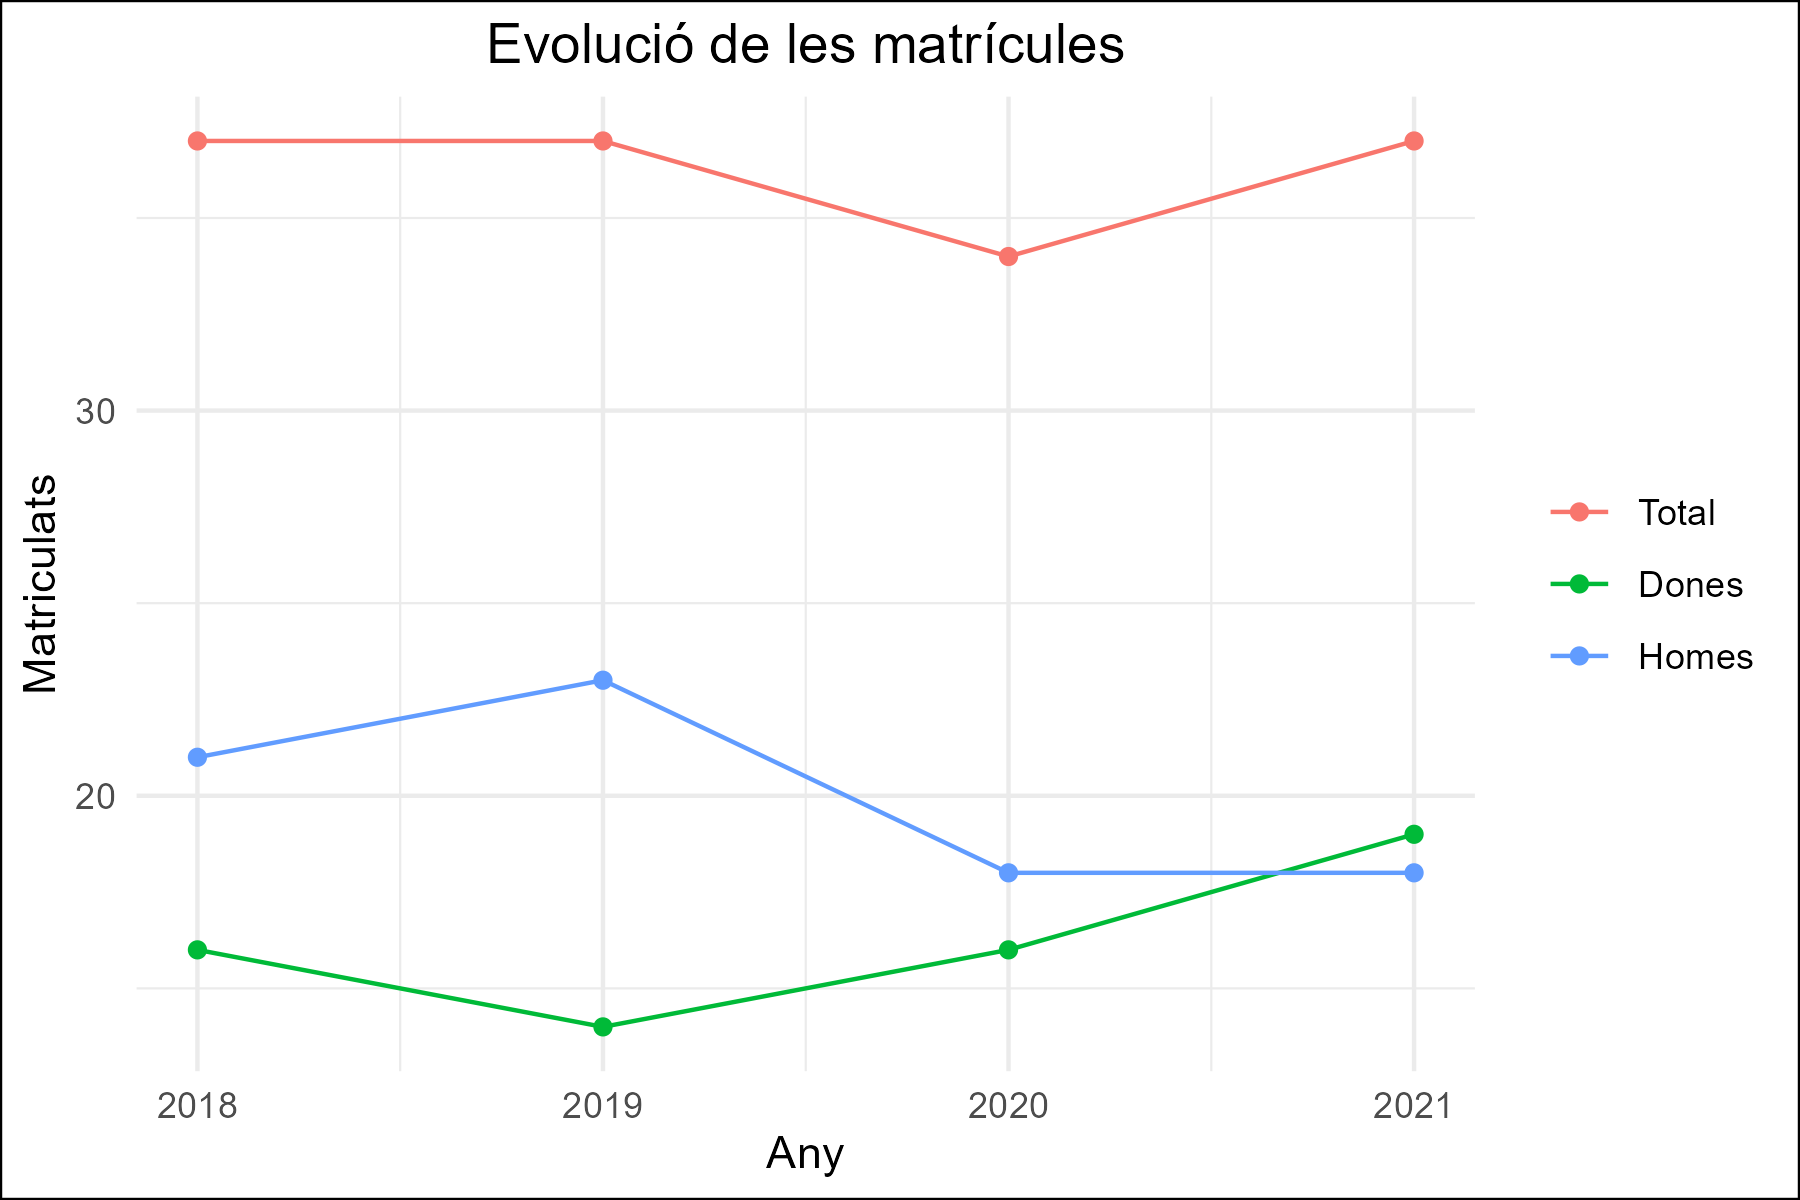 Evolució de les matrícules
Matriculats
30
20
2018 2019 2020 2021
Any
Total
Dones
Homes